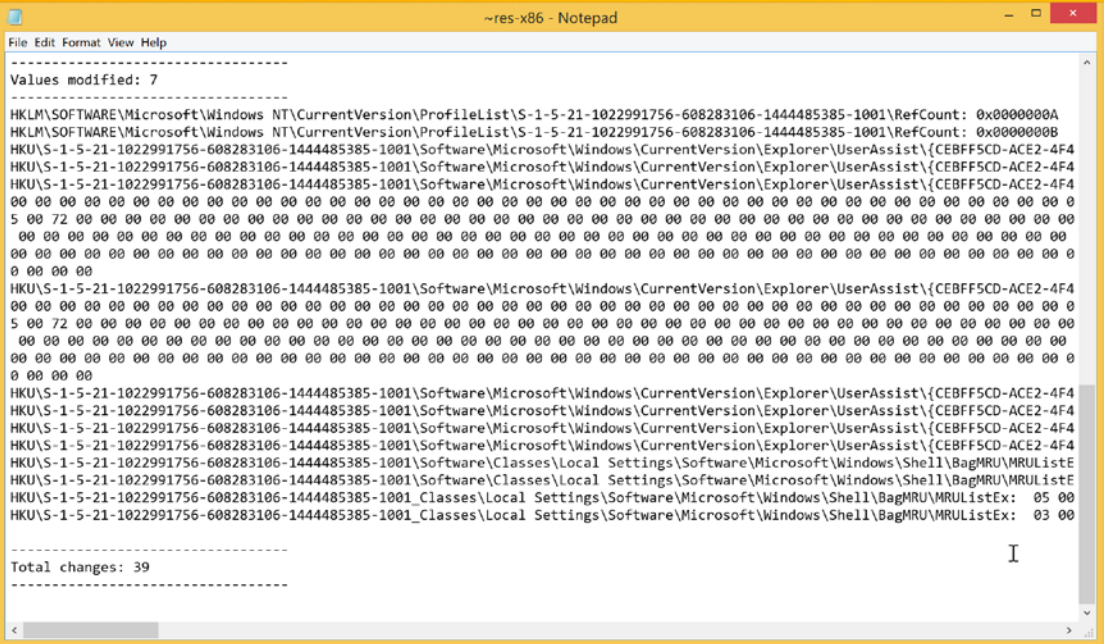 ~res-x86 - Notepad
File Edit Format View Help
---------------------------------
Values modified: 7
---------------------------------
HKLM\SOFTWARE\Microsoft\Windows NT\CurrentVersion\ProfileList\S-1-5-21-1022991756-608283106-1444485385-1001\RefCount: 0x0000000A
HKLM\SOFTWARE\Microsoft\Windows NT\CurrentVersion\ProfileList\S-1-5-21-1022991756-608283106-1444485385-1001\RefCount: 0x0000000B
HKU\S-1-5-21-1022991756-608283106-1444485385-1001\Software\Microsoft\Windows\CurrentVersion\Explorer\UserAssist\{CEBFF5CD-ACE2-4F4
HKU\S-1-5-21-1022991756-608283106-1444485385-1001\Software\Microsoft\Windows\CurrentVersion\Explorer\UserAssist\{CEBFF5CD-ACE2-4F4
HKU\S-1-5-21-1022991756-608283106-1444485385-1001\Software\Microsoft\Windows\CurrentVersion\Explorer\UserAssist\{CEBFF5CD-ACE2-4F4
00 00 00 00 00 00 00 00 00 00 00 00 00 00 00 00 00 00 00 00 00 00 00 00 00 00 00 00 00 00 00 00 00 00 00 00 00 00 00 00 00 00 00 0
5 00 72 00 00 00 00 00 00 00 00 00 00 00 00 00 00 00 00 00 00 00 00 00 00 00 00 00 00 00 00 00 00 00 00 00 00 00 00 00 00 00 00 00
 00 00 00 00 00 00 00 00 00 00 00 00 00 00 00 00 00 00 00 00 00 00 00 00 00 00 00 00 00 00 00 00 00 00 00 00 00 00 00 00 00 00 00
00 00 00 00 00 00 00 00 00 00 00 00 00 00 00 00 00 00 00 00 00 00 00 00 00 00 00 00 00 00 00 00 00 00 00 00 00 00 00 00 00 00 00 0
0 00 00 00
HKU\S-1-5-21-1022991756-608283106-1444485385-1001\Software\Microsoft\Windows\CurrentVersion\Explorer\UserAssist\{CEBFF5CD-ACE2-4F4
00 00 00 00 00 00 00 00 00 00 00 00 00 00 00 00 00 00 00 00 00 00 00 00 00 00 00 00 00 00 00 00 00 00 00 00 00 00 00 00 00 00 00 0
5 00 72 00 00 00 00 00 00 00 00 00 00 00 00 00 00 00 00 00 00 00 00 00 00 00 00 00 00 00 00 00 00 00 00 00 00 00 00 00 00 00 00 00
 00 00 00 00 00 00 00 00 00 00 00 00 00 00 00 00 00 00 00 00 00 00 00 00 00 00 00 00 00 00 00 00 00 00 00 00 00 00 00 00 00 00 00
00 00 00 00 00 00 00 00 00 00 00 00 00 00 00 00 00 00 00 00 00 00 00 00 00 00 00 00 00 00 00 00 00 00 00 00 00 00 00 00 00 00 00 0
0 00 00 00
HKU\S-1-5-21-1022991756-608283106-1444485385-1001\Software\Microsoft\Windows\CurrentVersion\Explorer\UserAssist\{CEBFF5CD-ACE2-4F4
HKU\S-1-5-21-1022991756-608283106-1444485385-1001\Software\Microsoft\Windows\CurrentVersion\Explorer\UserAssist\{CEBFF5CD-ACE2-4F4
HKU\S-1-5-21-1022991756-608283106-1444485385-1001\Software\Microsoft\Windows\CurrentVersion\Explorer\UserAssist\{CEBFF5CD-ACE2-4F4
HKU\S-1-5-21-1022991756-608283106-1444485385-1001\Software\Microsoft\Windows\CurrentVersion\Explorer\UserAssist\{CEBFF5CD-ACE2-4F4
HKU\S-1-5-21-1022991756-608283106-1444485385-1001\Software\Classes\Local Settings\Software\Microsoft\Windows\Shell\BagMRU\MRUListE
HKU\S-1-5-21-1022991756-608283106-1444485385-1001\Software\Classes\Local Settings\Software\Microsoft\Windows\Shell\BagMRU\MRUListE
HKU\S-1-5-21-1022991756-608283106-1444485385-1001_Classes\Local Settings\Software\Microsoft\Windows\Shell\BagMRU\MRUListEx:  05 00
HKU\S-1-5-21-1022991756-608283106-1444485385-1001_Classes\Local Settings\Software\Microsoft\Windows\Shell\BagMRU\MRUListEx:  03 00
---------------------------------
Total changes: 39
---------------------------------